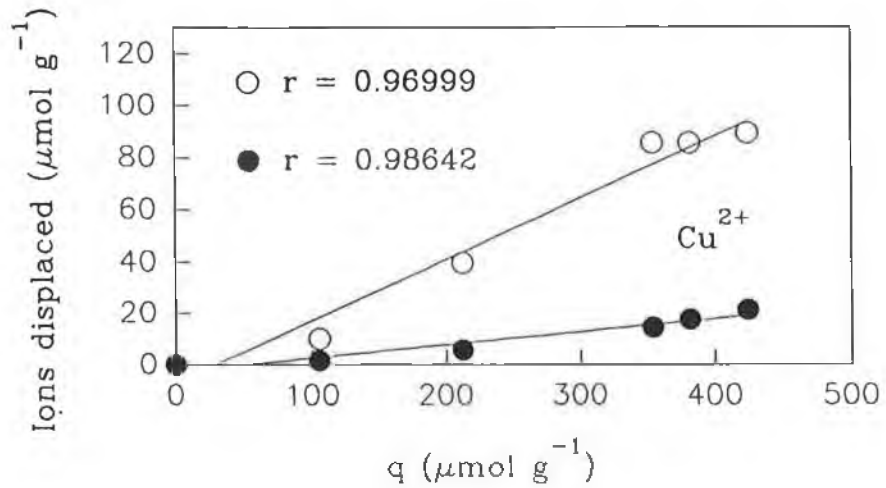 Ions displaced (μmol g⁻¹)
120
100
80
60
40
20
0
r = 0.96999
r = 0.98642
Cu²⁺
0 100 200 300 400 500
q (μmol g⁻¹)